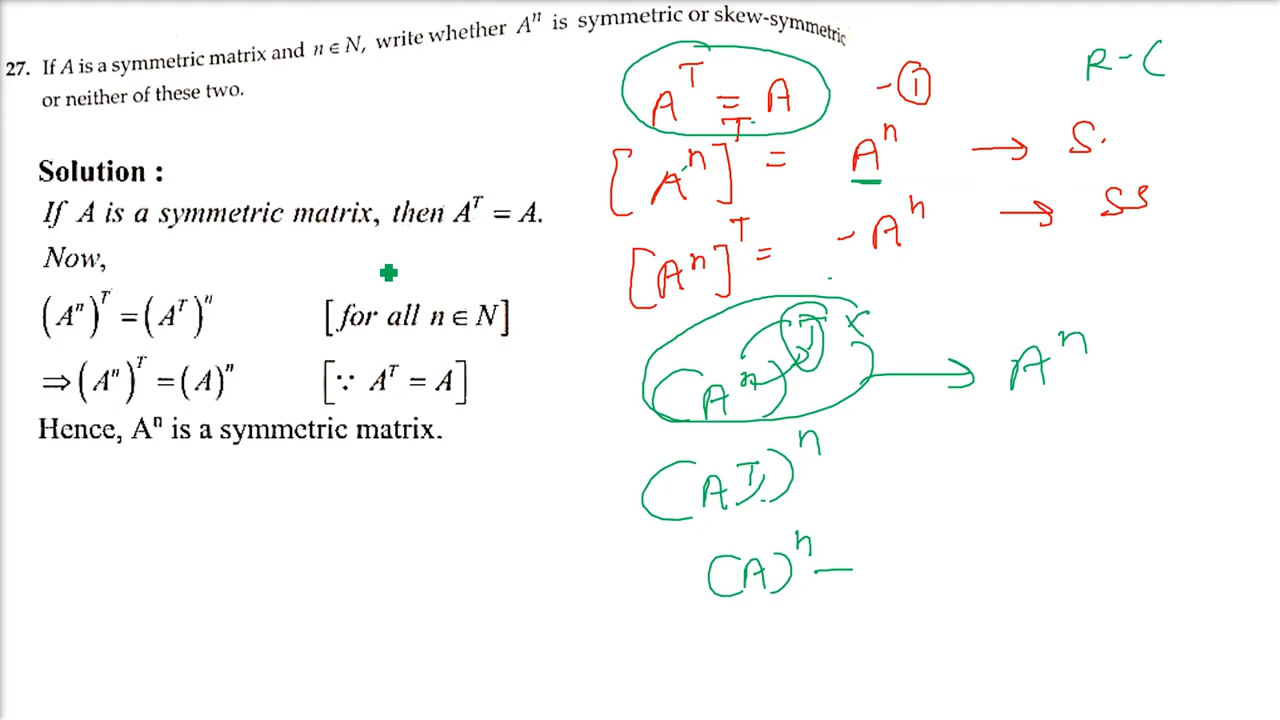 27. If A is a symmetric matrix and n ∈ N, write whether Aⁿ is symmetric or skew-symmetric
or neither of these two.
Solution :
If A is a symmetric matrix, then Aᵀ = A.
Now,
(Aⁿ)ᵀ = (Aᵀ)ⁿ [for all n ∈ N]
⇒ (Aⁿ)ᵀ = (A)ⁿ [∵ Aᵀ = A]
Hence, Aⁿ is a symmetric matrix.
R - C
Aᵀ = A - ①
[Aⁿ]ᵀ = Aⁿ → S.
[Aⁿ]ᵀ = - Aⁿ → SS
(Aⁿ)ᵀ → Aⁿ
(Aᵀ)ⁿ
(A)ⁿ —